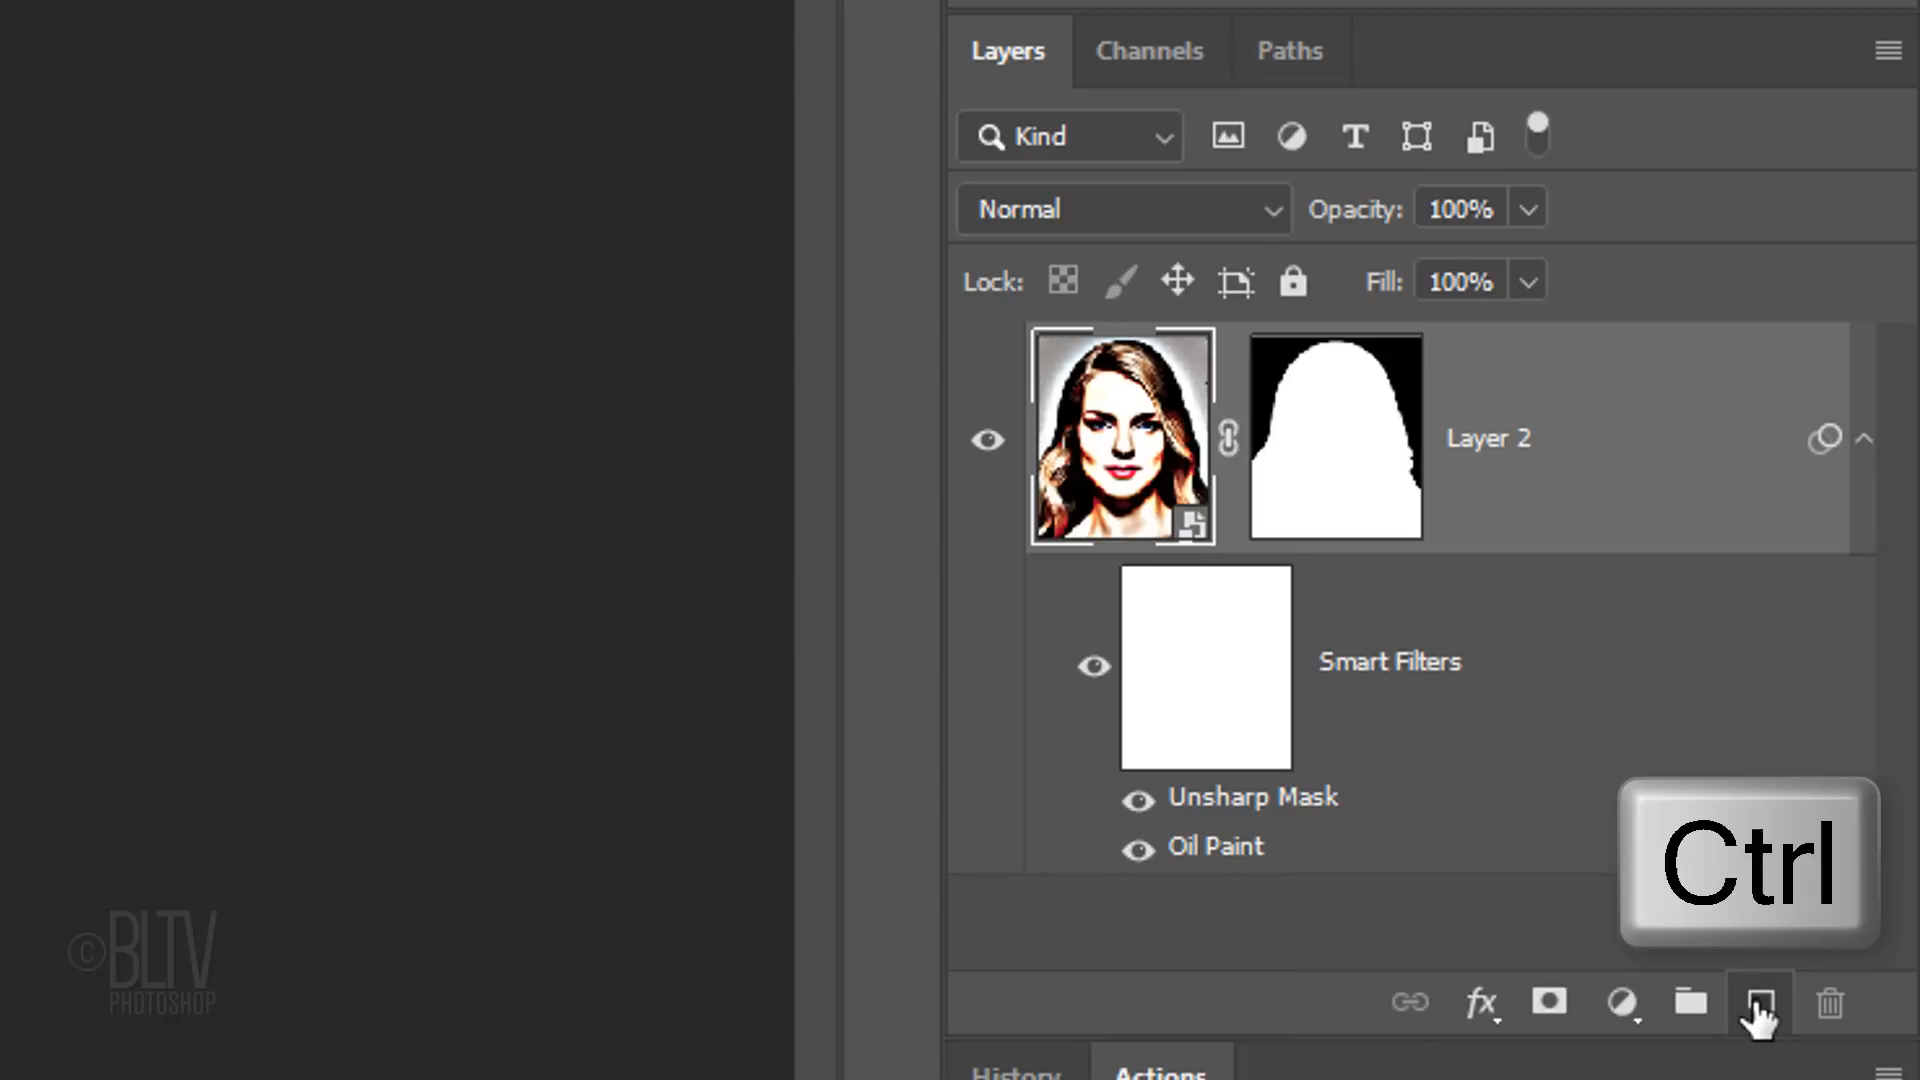 Layers Channels Paths
Kind
Normal Opacity: 100%
Lock: Fill: 100%
Layer 2
Smart Filters
Unsharp Mask
Oil Paint
Ctrl
fx
© BLTV
PHOTOSHOP
History Actions